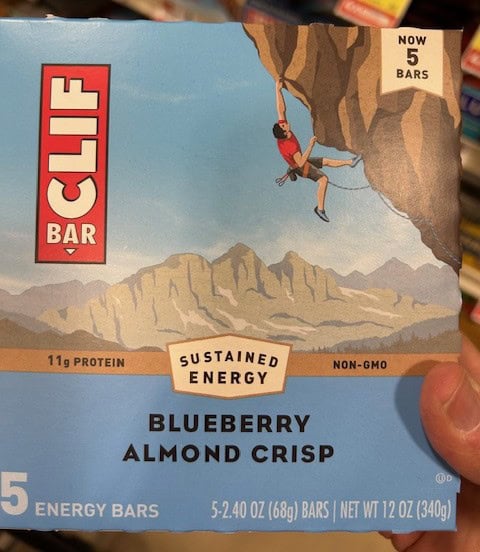 NOW
5
BARS
CLIF
BAR
11g PROTEIN
SUSTAINED
ENERGY
NON-GMO
BLUEBERRY
ALMOND CRISP
5 ENERGY BARS
5-2.40 OZ (68g) BARS | NET WT 12 OZ (340g)
Ⓤ D